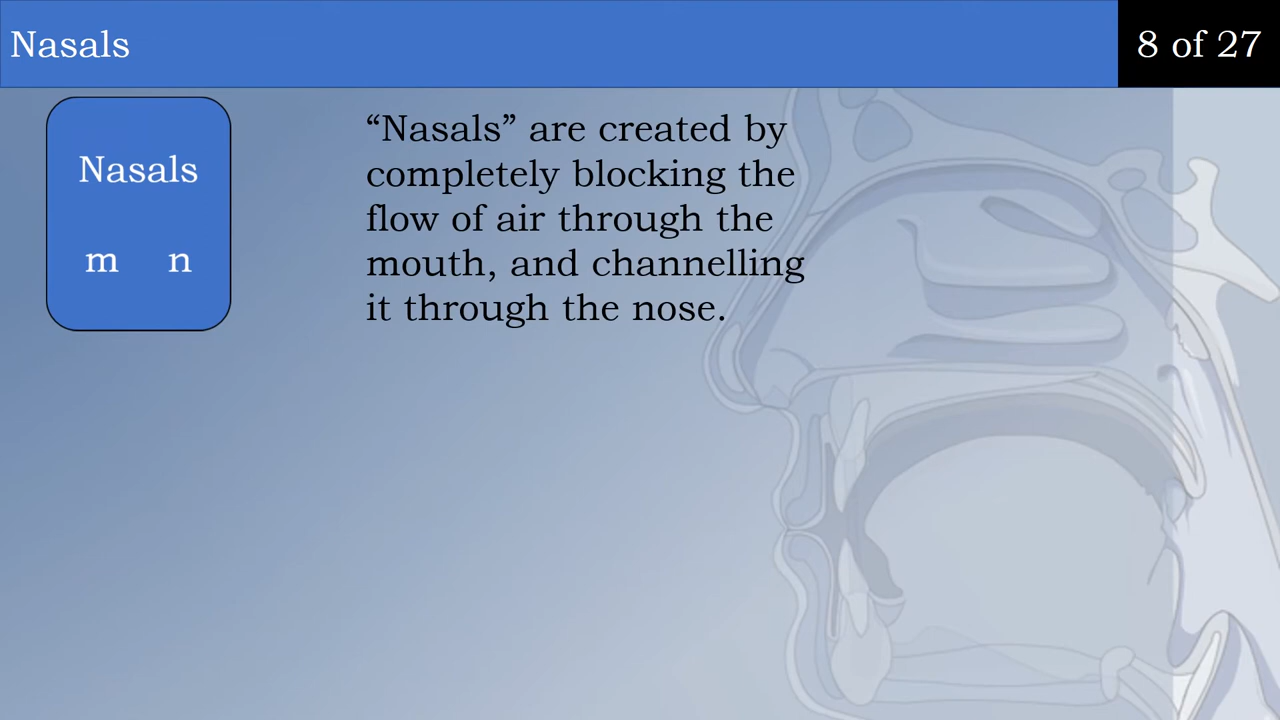 Nasals
8 of 27
Nasals
m n
“Nasals” are created by
completely blocking the
flow of air through the
mouth, and channelling
it through the nose.